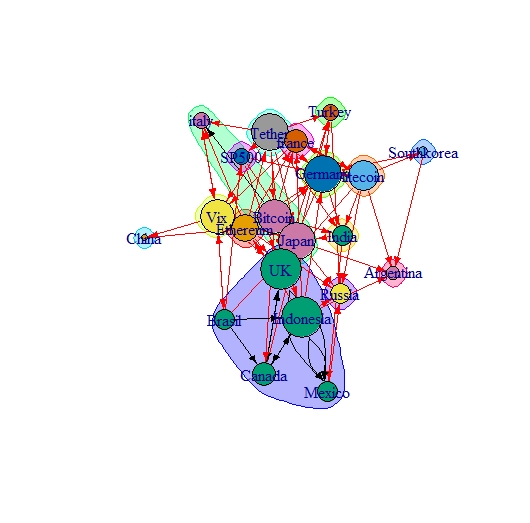 Turkey
italy
Tether
france
SP500
Southkorea
Germany
Litecoin
Vix
Bitcoin
Ethereum
China
Japan
India
UK
Argentina
Russia
Brasil
Indonesia
Canada
Mexico